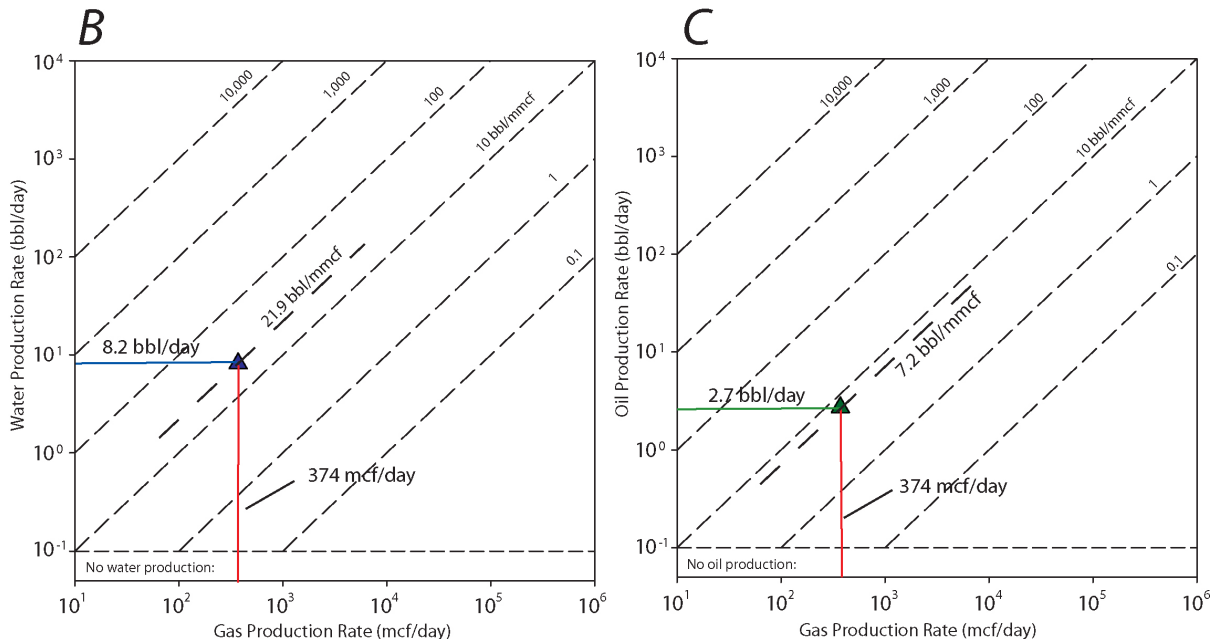 B
10⁴
10³
10²
10¹
10⁰
10⁻¹
Water Production Rate (bbl/day)
10,000
1,000
100
10 bbl/mmcf
1
0.1
21.9 bbl/mmcf
8.2 bbl/day
374 mcf/day
No water production:
10¹ 10² 10³ 10⁴ 10⁵ 10⁶
Gas Production Rate (mcf/day)
C
10⁴
10³
10²
10¹
10⁰
10⁻¹
Oil Production Rate (bbl/day)
10,000
1,000
100
10 bbl/mmcf
1
0.1
7.2 bbl/mmcf
2.7 bbl/day
374 mcf/day
No oil production:
10¹ 10² 10³ 10⁴ 10⁵ 10⁶
Gas Production Rate (mcf/day)